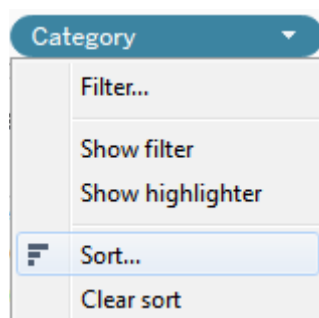 Category
Filter...
Show filter
Show highlighter
Sort...
Clear sort